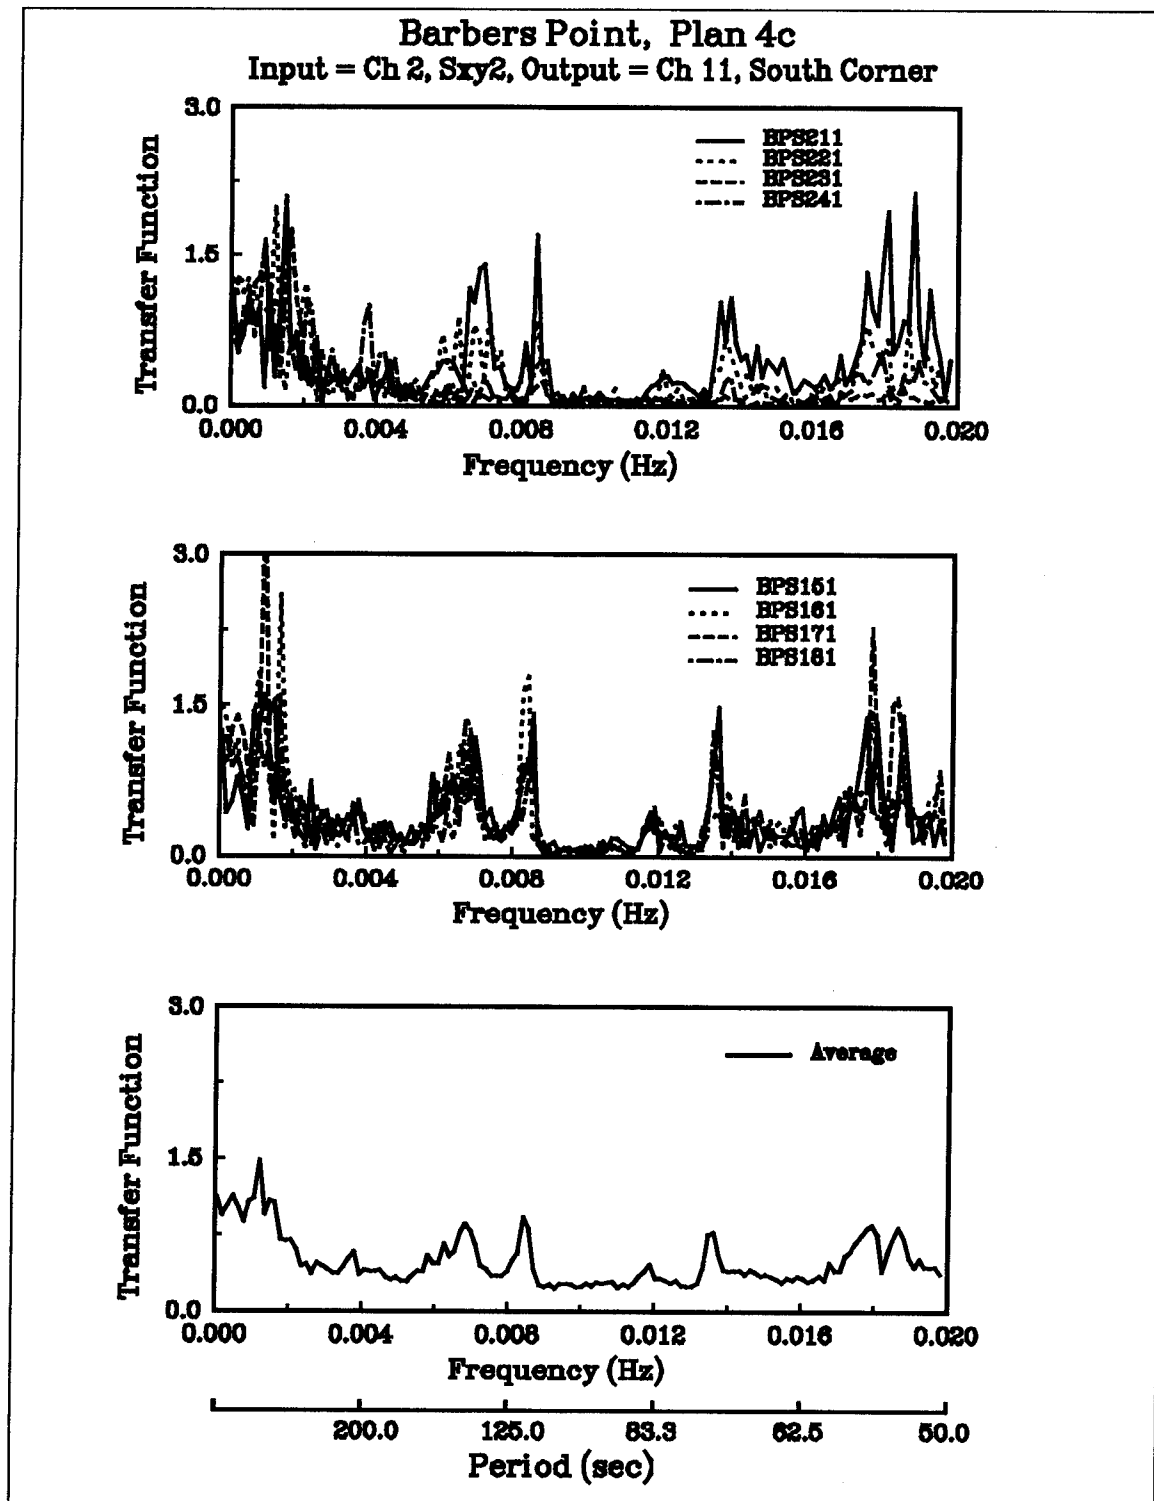 Barbers Point, Plan 4c
Input = Ch 2, Sxy2, Output = Ch 11, South Corner
3.0
1.5
0.0
Transfer Function
BPS211
BPS221
BPS231
BPS241
0.000 0.004 0.008 0.012 0.016 0.020
Frequency (Hz)
3.0
1.5
0.0
Transfer Function
BPS151
BPS161
BPS171
BPS181
0.000 0.004 0.008 0.012 0.016 0.020
Frequency (Hz)
3.0
1.5
0.0
Transfer Function
Average
0.000 0.004 0.008 0.012 0.016 0.020
Frequency (Hz)
200.0 125.0 83.3 62.5 50.0
Period (sec)